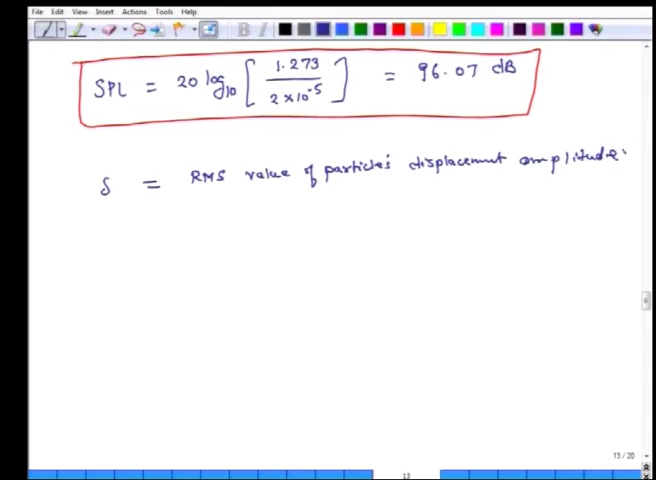 File Edit View Insert Actions Tools Help
B I
SPL = 20 log10 [ 1.273 / 2 × 10^-5 ] = 96.07 dB
δ = RMS value of particle's displacement amplitude.
13 / 20
13